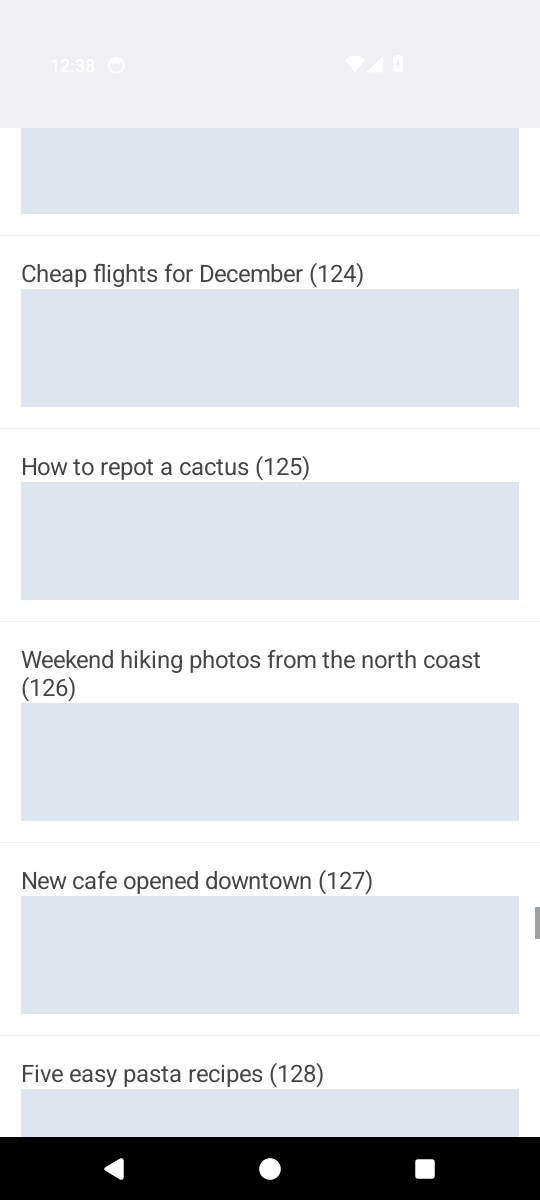 12:38
Cheap flights for December (124)
How to repot a cactus (125)
Weekend hiking photos from the north coast
(126)
New cafe opened downtown (127)
Five easy pasta recipes (128)